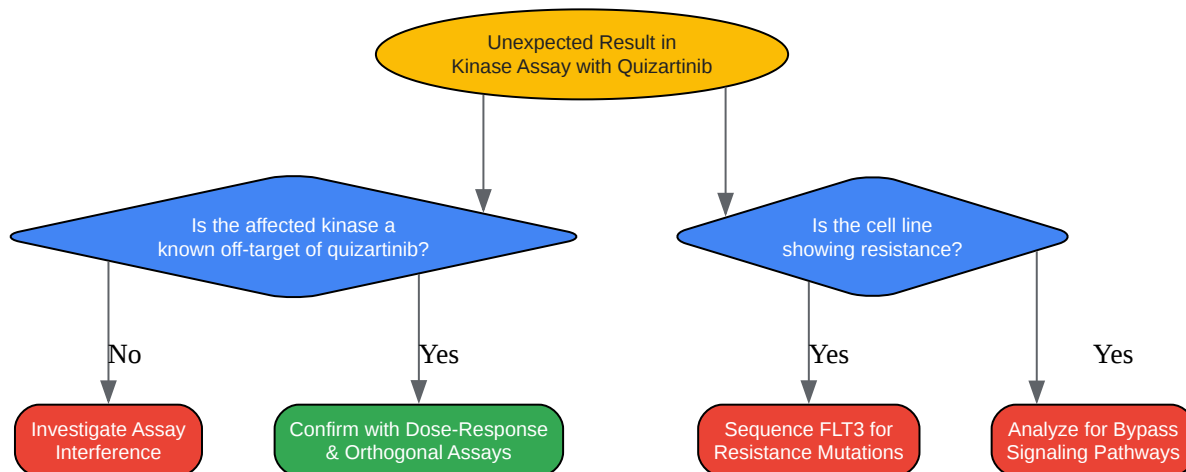 Unexpected Result in
Kinase Assay with Quizartinib
Is the affected kinase a
known off-target of quizartinib?
Is the cell line
showing resistance?
No
Yes
Yes
Yes
Investigate Assay
Interference
Confirm with Dose-Response
& Orthogonal Assays
Sequence FLT3 for
Resistance Mutations
Analyze for Bypass
Signaling Pathways